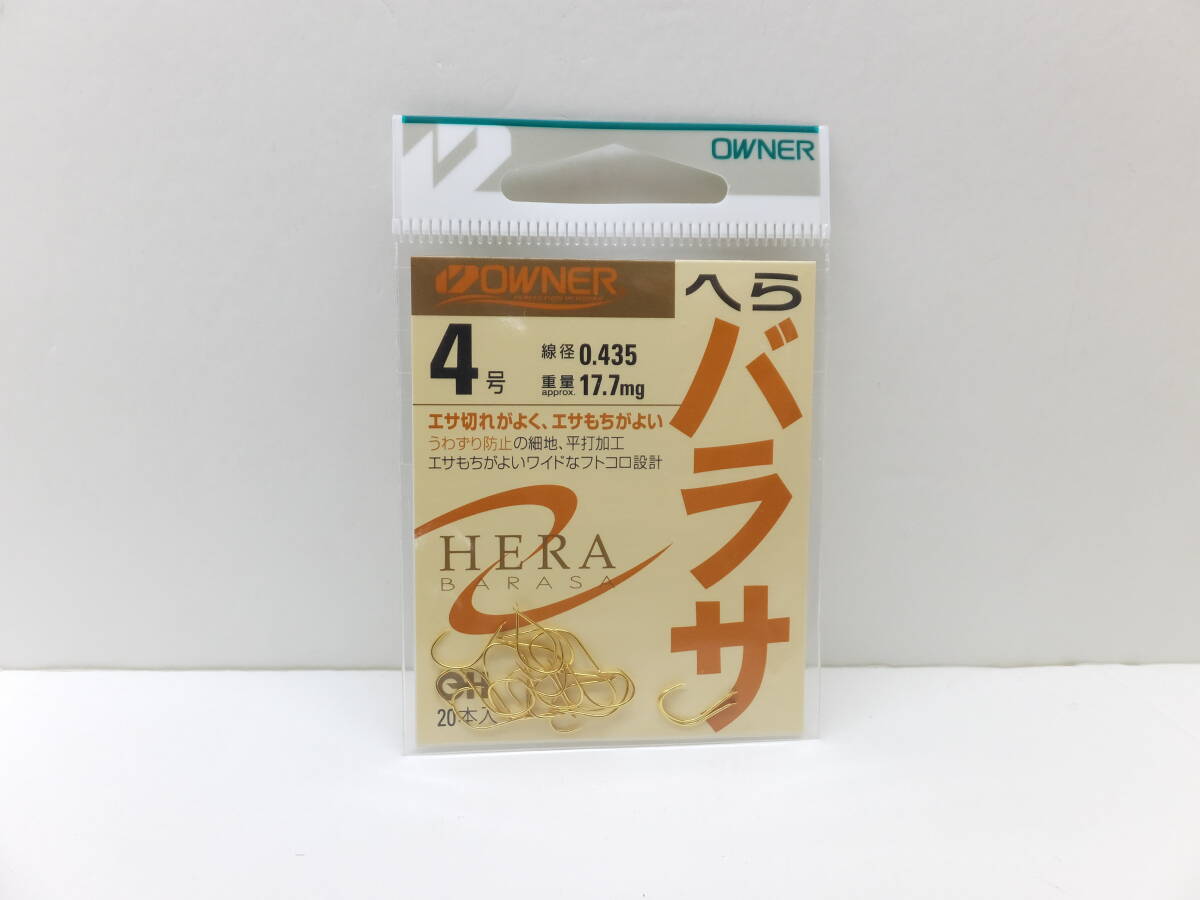 OWNER
OWNER
へら
バラサ
4号
線径 0.435
重量 approx. 17.7mg
エサ切れがよく、エサもちがよい
うわずり防止の細地、平打加工
エサもちがよいワイドなフトコロ設計
HERA
BARASA
20本入